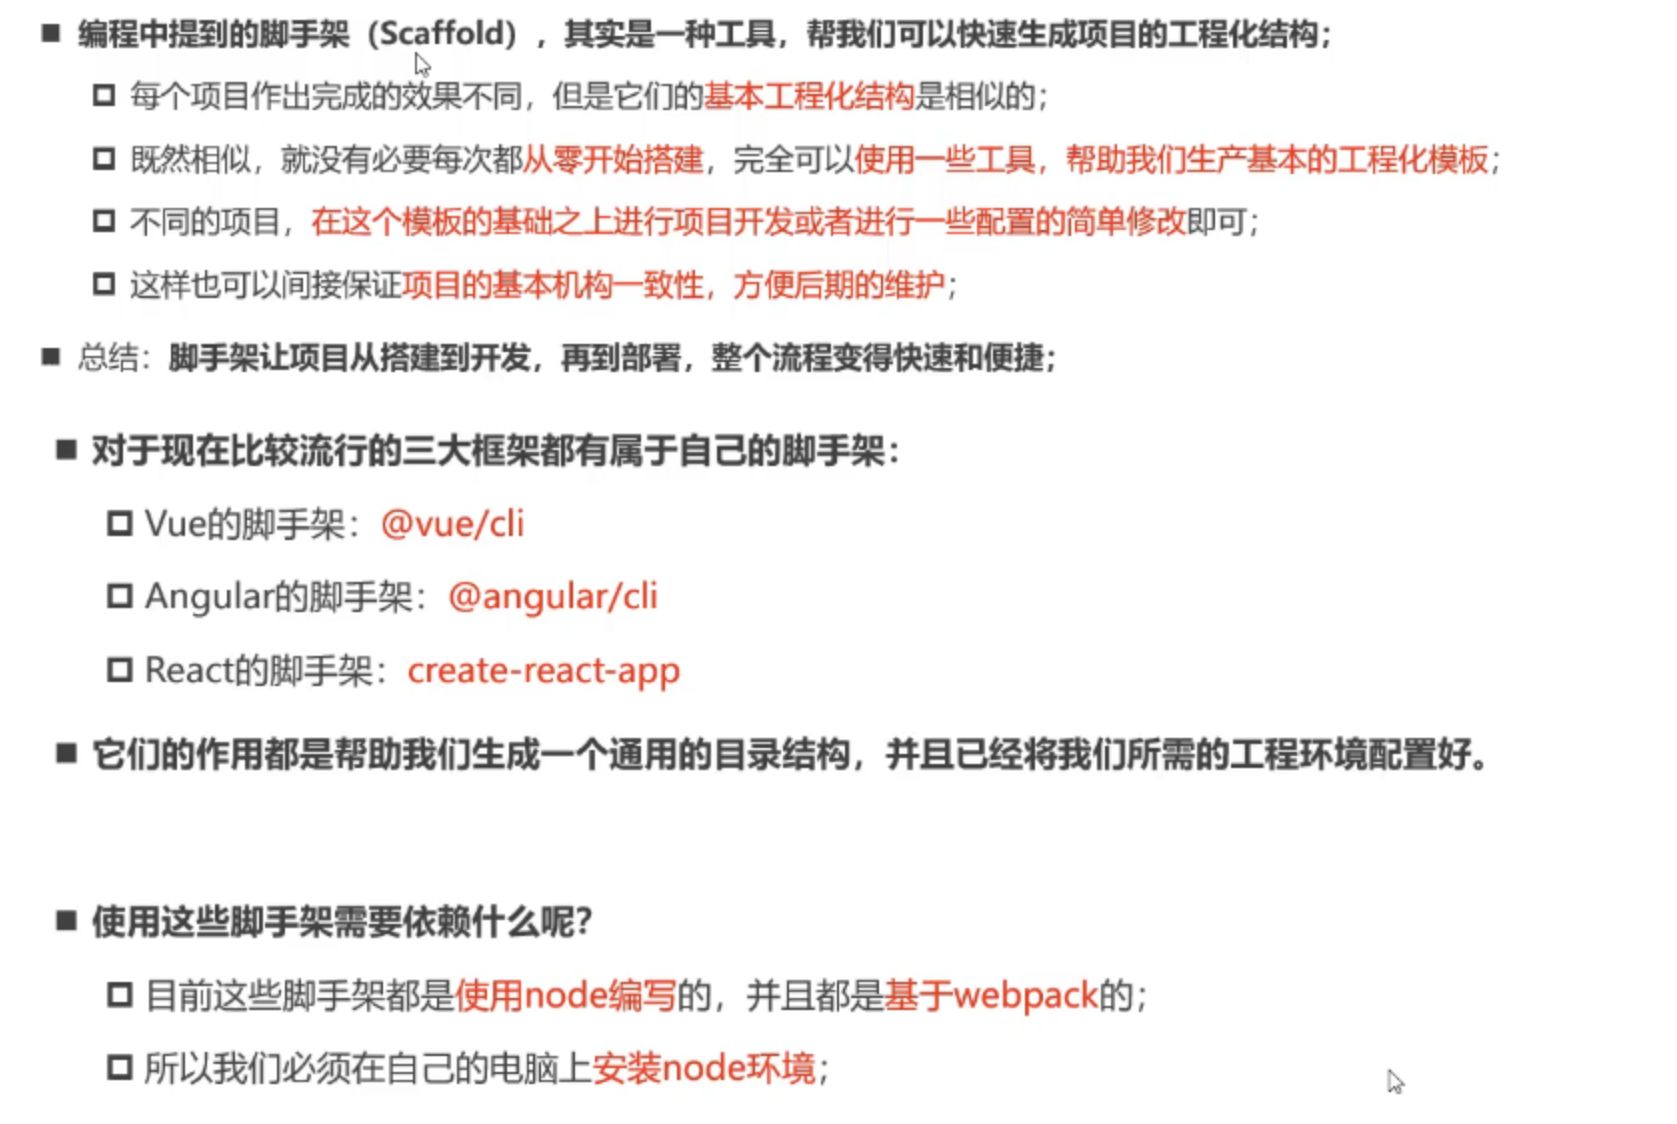 编程中提到的脚手架（Scaffold），其实是一种工具，帮我们可以快速生成项目的工程化结构；
每个项目作出完成的效果不同，但是它们的基本工程化结构是相似的；
既然相似，就没有必要每次都从零开始搭建，完全可以使用一些工具，帮助我们生产基本的工程化模板；
不同的项目，在这个模板的基础之上进行项目开发或者进行一些配置的简单修改即可；
这样也可以间接保证项目的基本机构一致性，方便后期的维护；
总结：脚手架让项目从搭建到开发，再到部署，整个流程变得快速和便捷；
对于现在比较流行的三大框架都有属于自己的脚手架：
Vue的脚手架：@vue/cli
Angular的脚手架：@angular/cli
React的脚手架：create-react-app
它们的作用都是帮助我们生成一个通用的目录结构，并且已经将我们所需的工程环境配置好。
使用这些脚手架需要依赖什么呢？
目前这些脚手架都是使用node编写的，并且都是基于webpack的；
所以我们必须在自己的电脑上安装node环境；